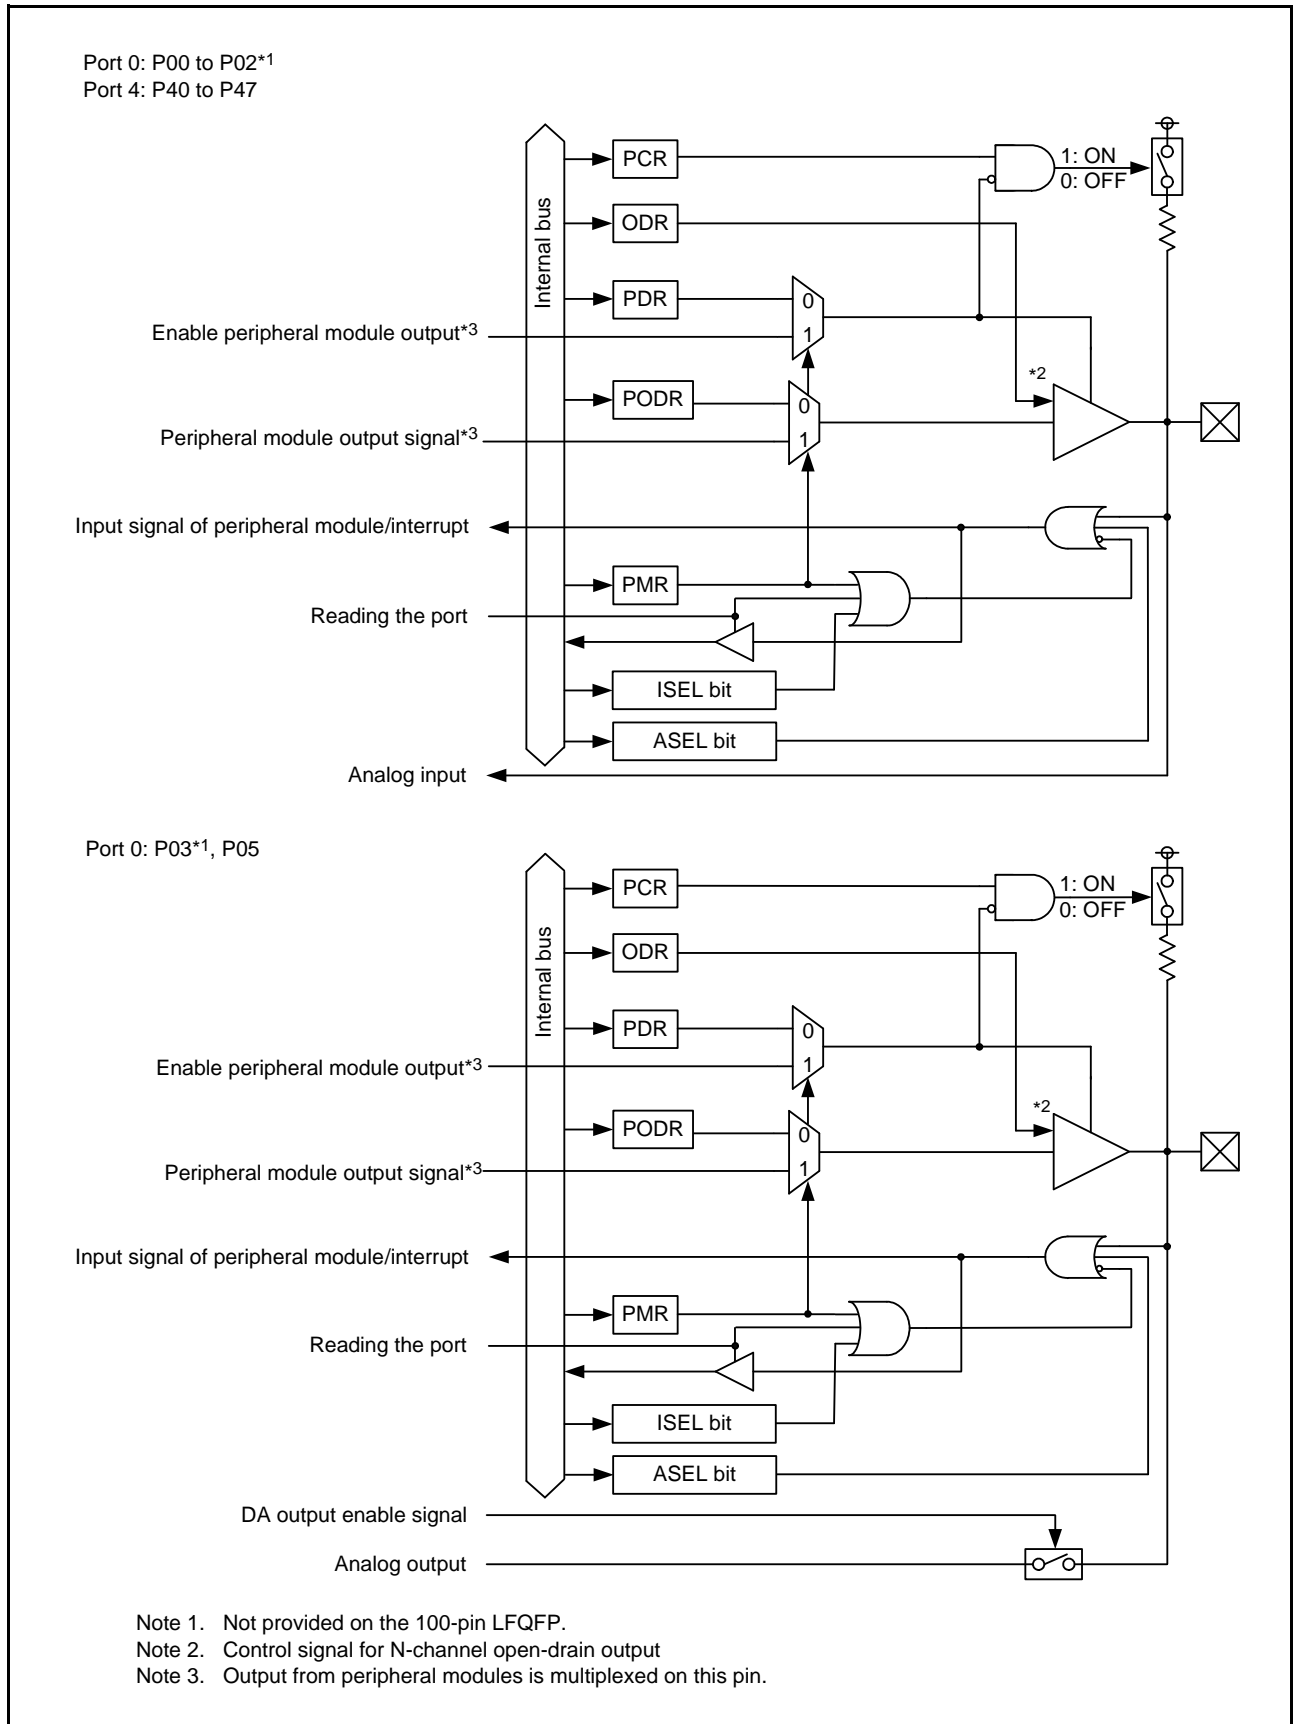 Port 0: P00 to P02*1
Port 4: P40 to P47
Internal bus
PCR
1: ON
0: OFF
ODR
PDR
0
Enable peripheral module output*3
1
*2
PODR
0
Peripheral module output signal*3
1
Input signal of peripheral module/interrupt
PMR
Reading the port
ISEL bit
ASEL bit
Analog input
Port 0: P03*1, P05
Internal bus
PCR
1: ON
0: OFF
ODR
PDR
0
Enable peripheral module output*3
1
*2
PODR
0
Peripheral module output signal*3
1
Input signal of peripheral module/interrupt
PMR
Reading the port
ISEL bit
ASEL bit
DA output enable signal
Analog output
Note 1. Not provided on the 100-pin LFQFP.
Note 2. Control signal for N-channel open-drain output
Note 3. Output from peripheral modules is multiplexed on this pin.